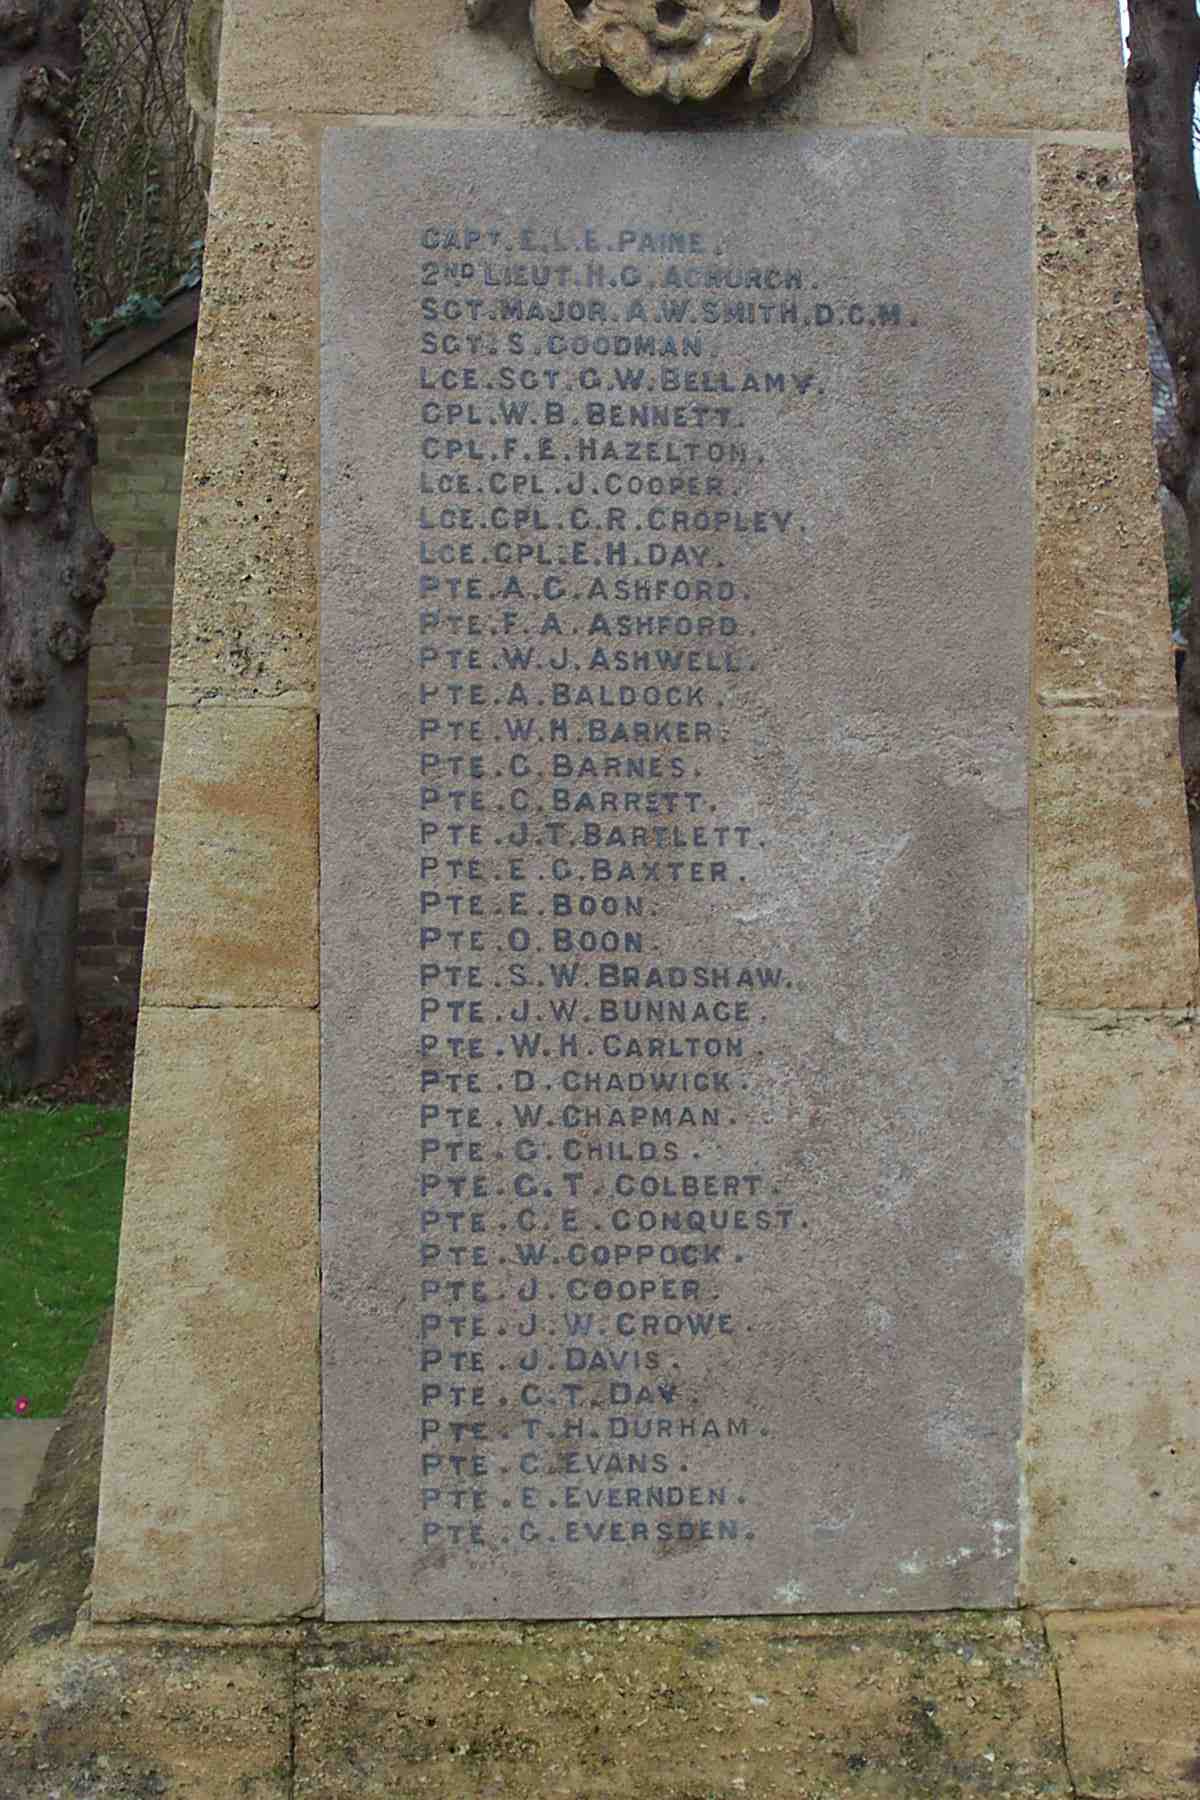 CAPT. E. L. E. PAINE.
2ND LIEUT. H. G. ACHURCH.
SGT. MAJOR. A. W. SMITH. D.C.M.
SGT. S. GOODMAN.
LCE. SGT. G. W. BELLAMY.
CPL. W. B. BENNETT.
CPL. F. E. HAZELTON.
LCE. CPL. J. COOPER.
LCE. CPL. C. R. CROPLEY.
LCE. CPL. E. H. DAY.
PTE. A. G. ASHFORD.
PTE. F. A. ASHFORD.
PTE. W. J. ASHWELL.
PTE. A. BALDOCK.
PTE. W. H. BARKER.
PTE. G. BARNES.
PTE. C. BARRETT.
PTE. J. T. BARTLETT.
PTE. E. G. BAXTER.
PTE. E. BOON.
PTE. O. BOON.
PTE. S. W. BRADSHAW.
PTE. J. W. BUNNAGE.
PTE. W. H. CARLTON.
PTE. D. CHADWICK.
PTE. W. CHAPMAN.
PTE. G. CHILDS.
PTE. G. T. COLBERT.
PTE. C. E. CONQUEST.
PTE. W. COPPOCK.
PTE. J. COOPER.
PTE. J. W. CROWE.
PTE. J. DAVIS.
PTE. C. T. DAY.
PTE. T. H. DURHAM.
PTE. C. EVANS.
PTE. E. EVERNDEN.
PTE. G. EVERSDEN.